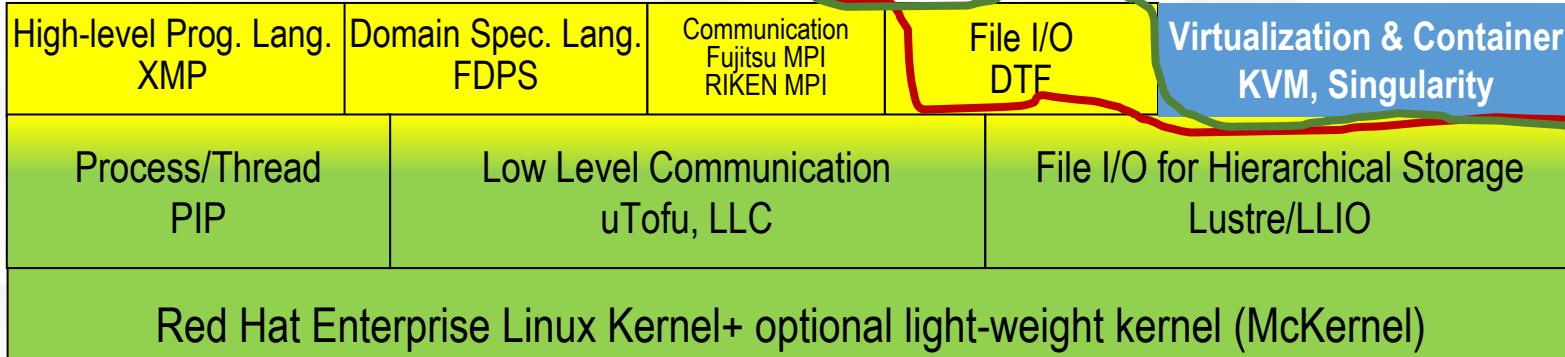 High-level Prog. Lang.
XMP
Domain Spec. Lang.
FDPS
Communication
Fujitsu MPI
RIKEN MPI
File I/O
DTF
Virtualization & Container
KVM, Singularity
Process/Thread
PIP
Low Level Communication
uTofu, LLC
File I/O for Hierarchical Storage
Lustre/LLIO
Red Hat Enterprise Linux Kernel+ optional light-weight kernel (McKernel)